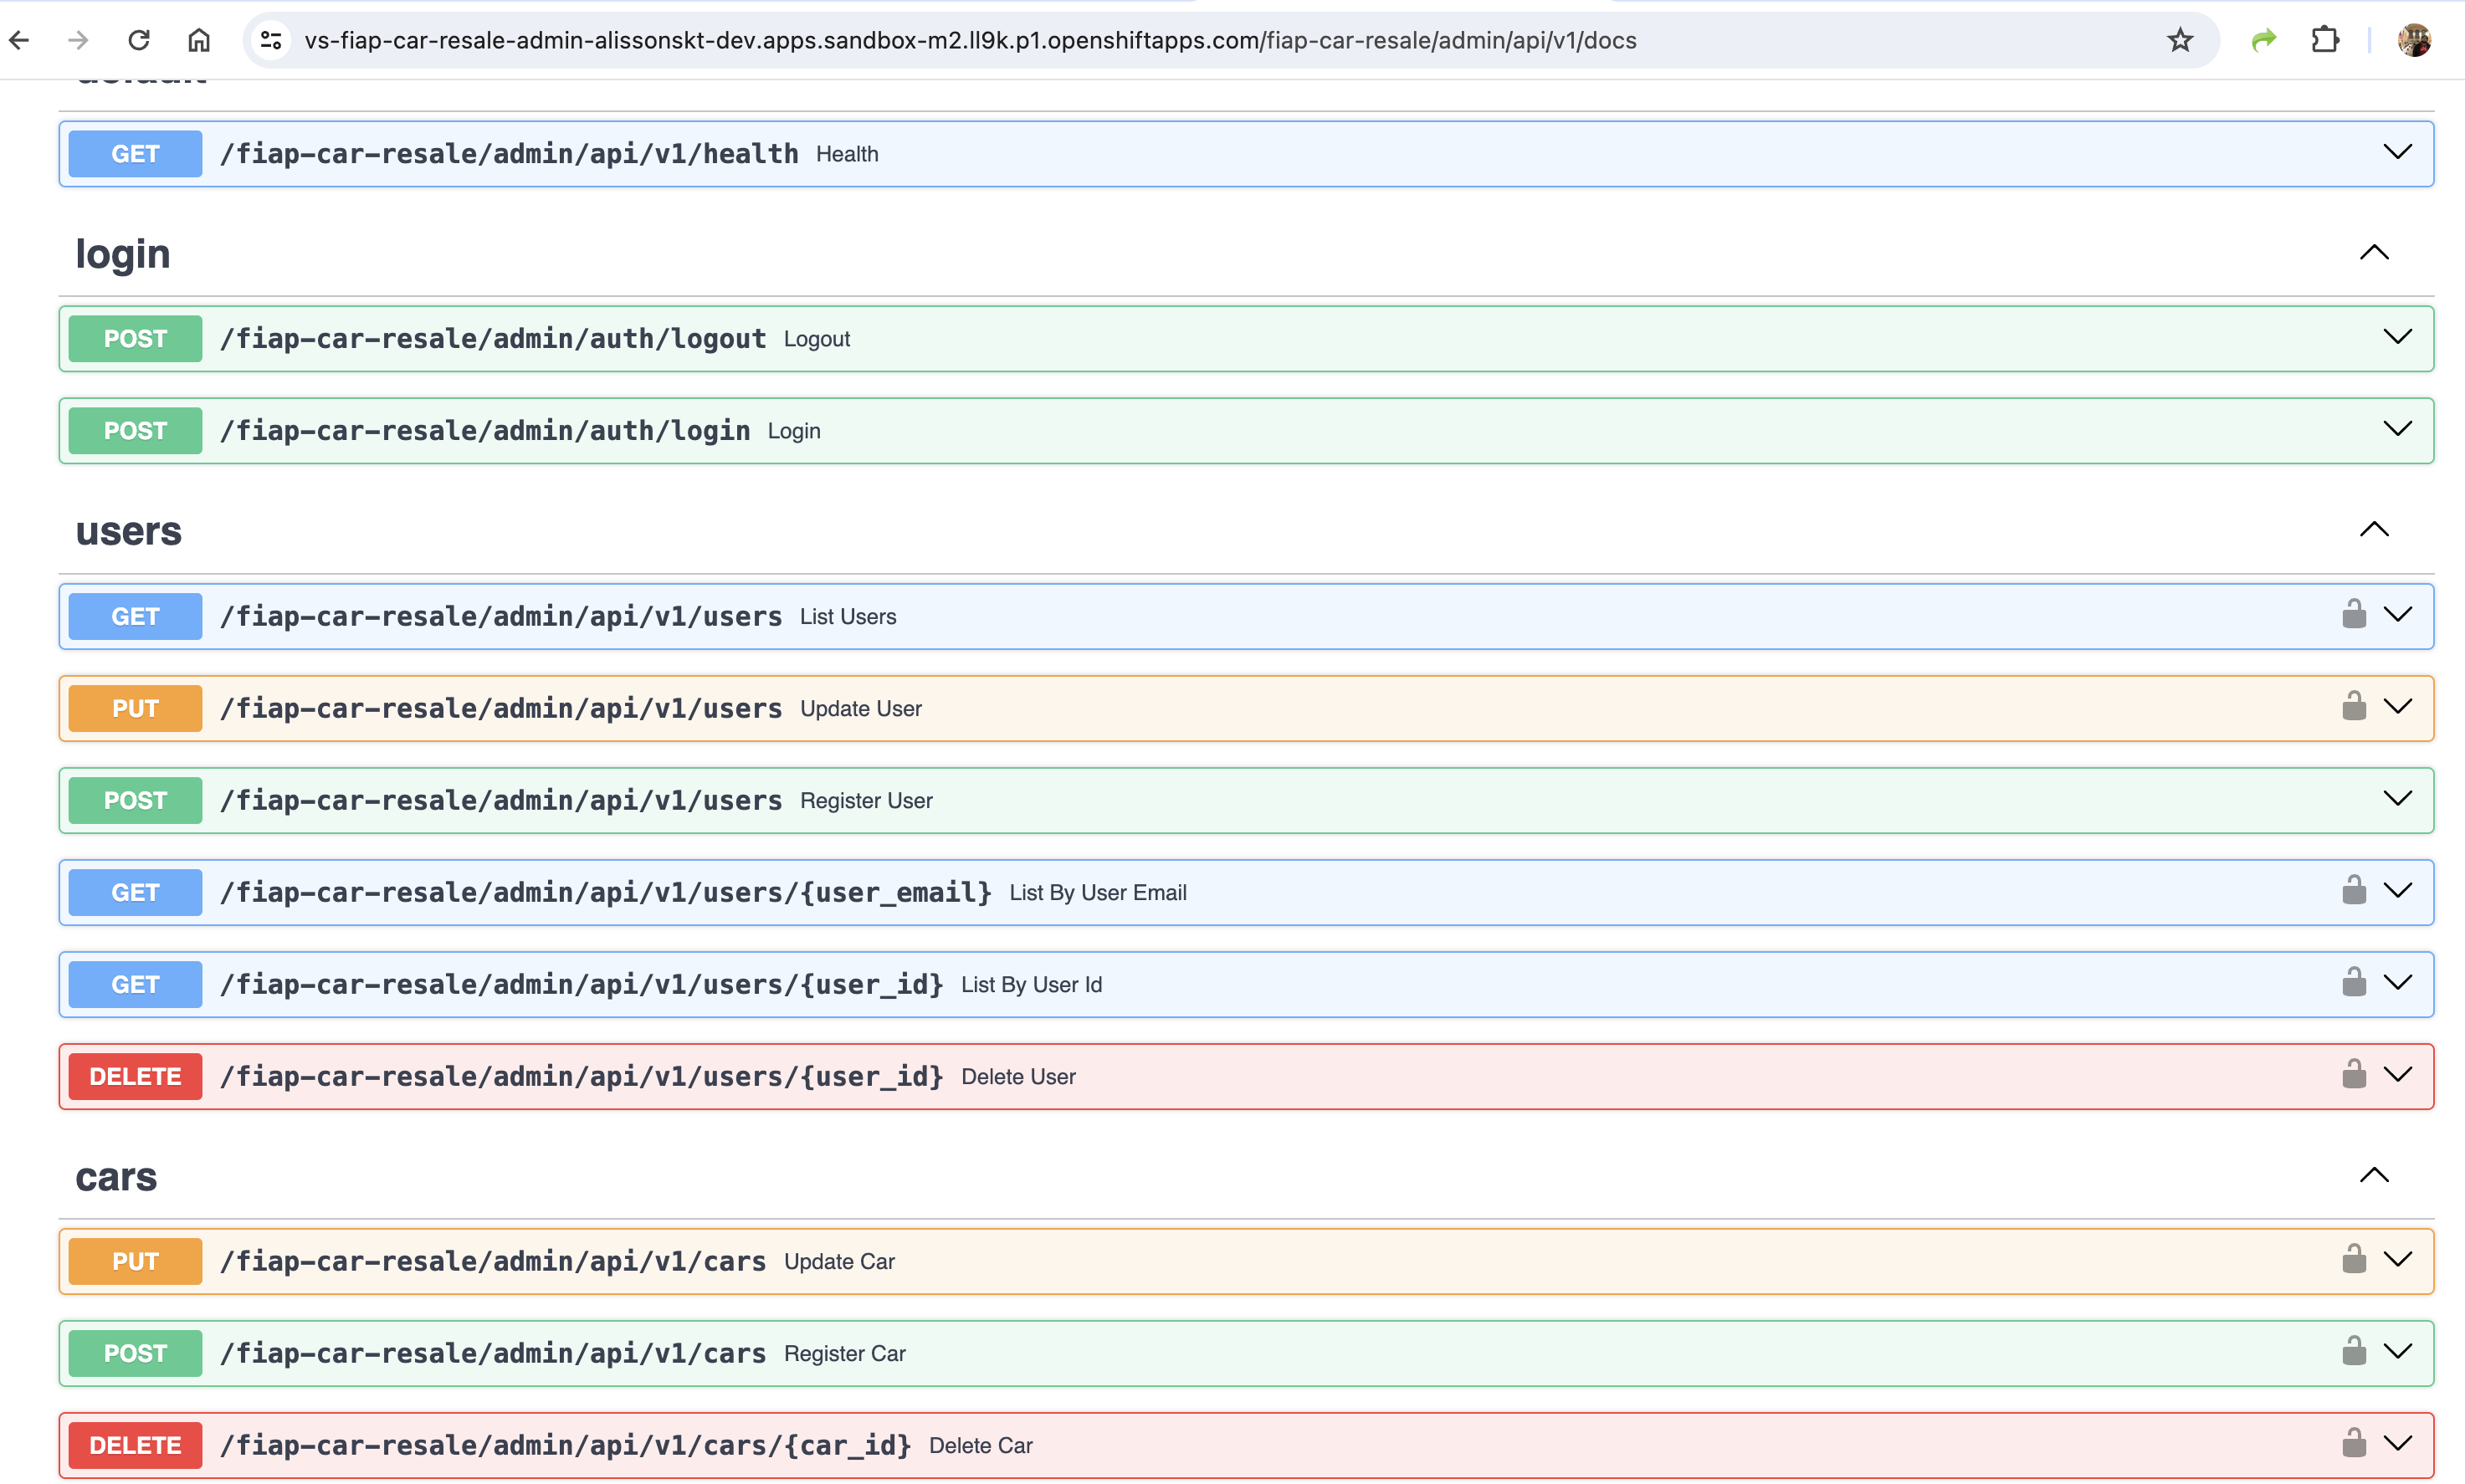 vs-fiap-car-resale-admin-alissonskt-dev.apps.sandbox-m2.ll9k.p1.openshiftapps.com/fiap-car-resale/admin/api/v1/docs
default
GET /fiap-car-resale/admin/api/v1/health Health
login
POST /fiap-car-resale/admin/auth/logout Logout
POST /fiap-car-resale/admin/auth/login Login
users
GET /fiap-car-resale/admin/api/v1/users List Users
PUT /fiap-car-resale/admin/api/v1/users Update User
POST /fiap-car-resale/admin/api/v1/users Register User
GET /fiap-car-resale/admin/api/v1/users/{user_email} List By User Email
GET /fiap-car-resale/admin/api/v1/users/{user_id} List By User Id
DELETE /fiap-car-resale/admin/api/v1/users/{user_id} Delete User
cars
PUT /fiap-car-resale/admin/api/v1/cars Update Car
POST /fiap-car-resale/admin/api/v1/cars Register Car
DELETE /fiap-car-resale/admin/api/v1/cars/{car_id} Delete Car